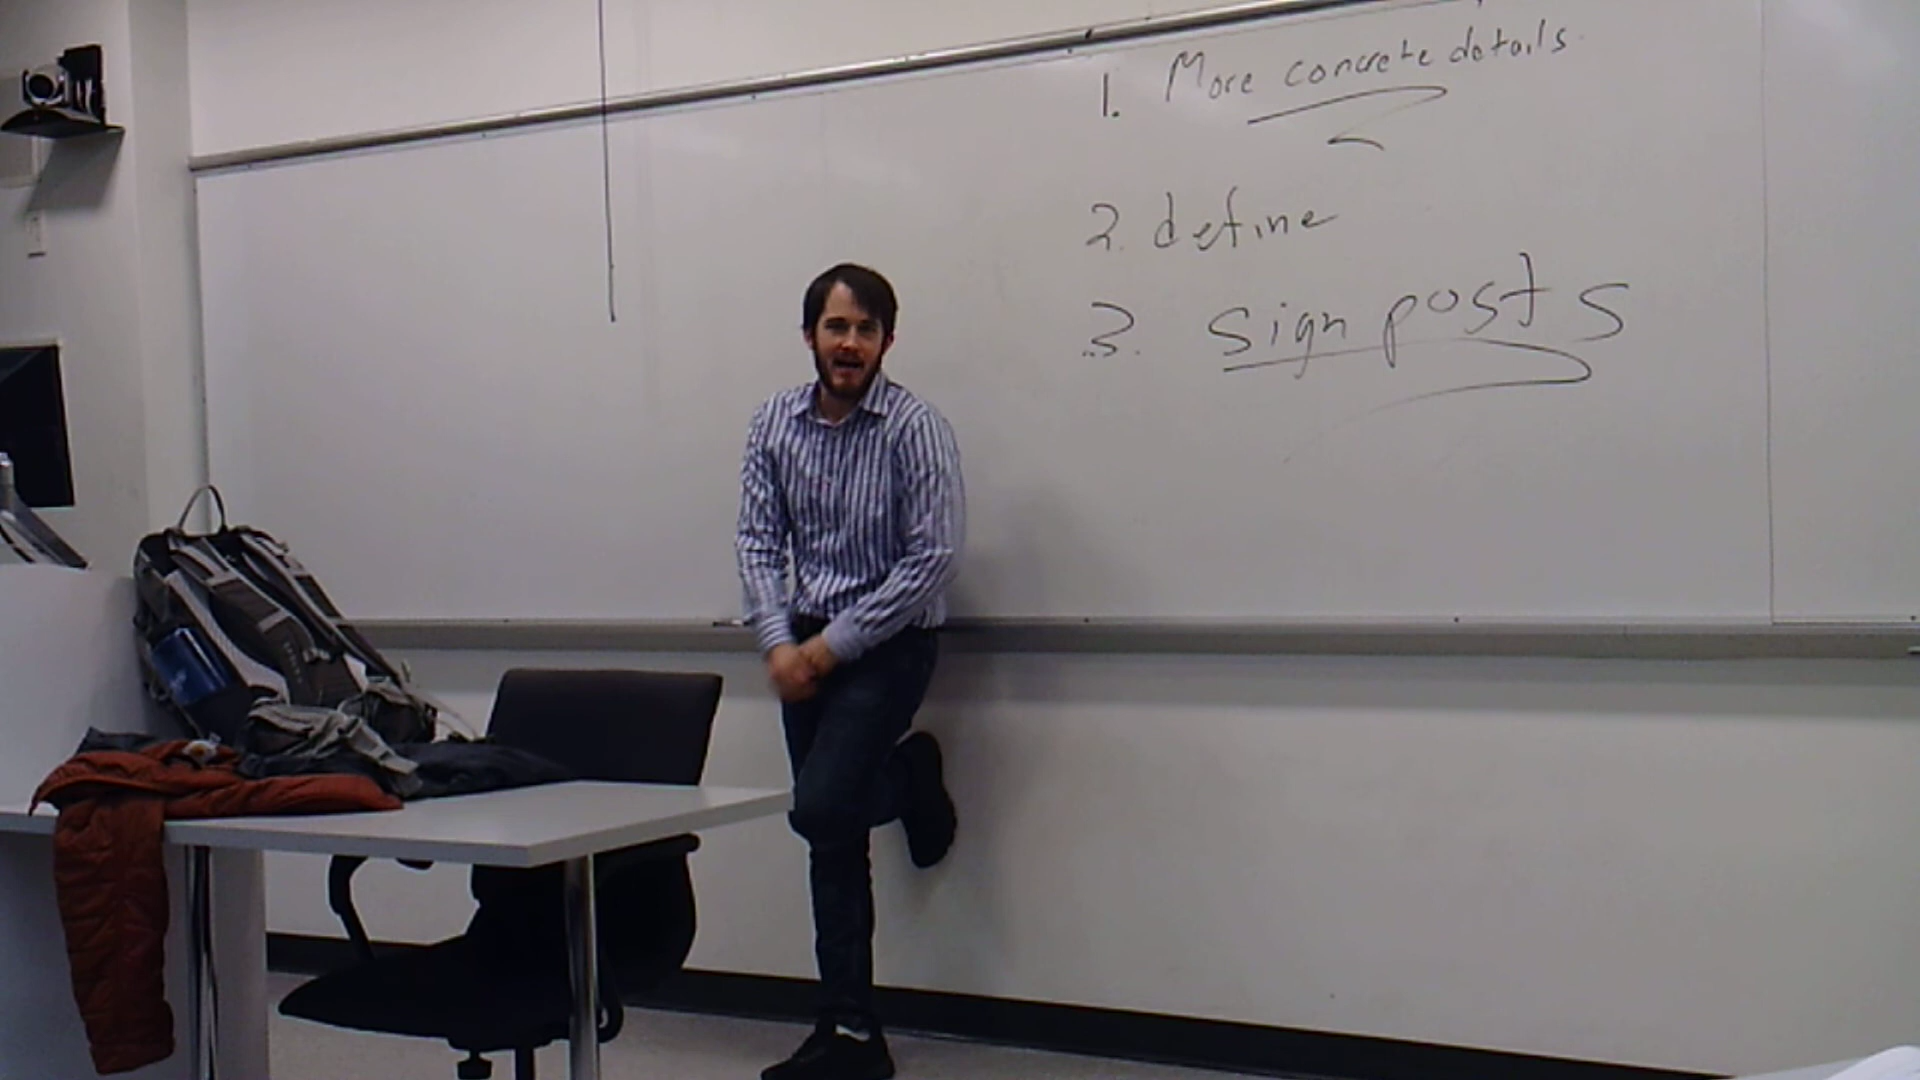 1. More concrete details.
2. define
3. sign posts